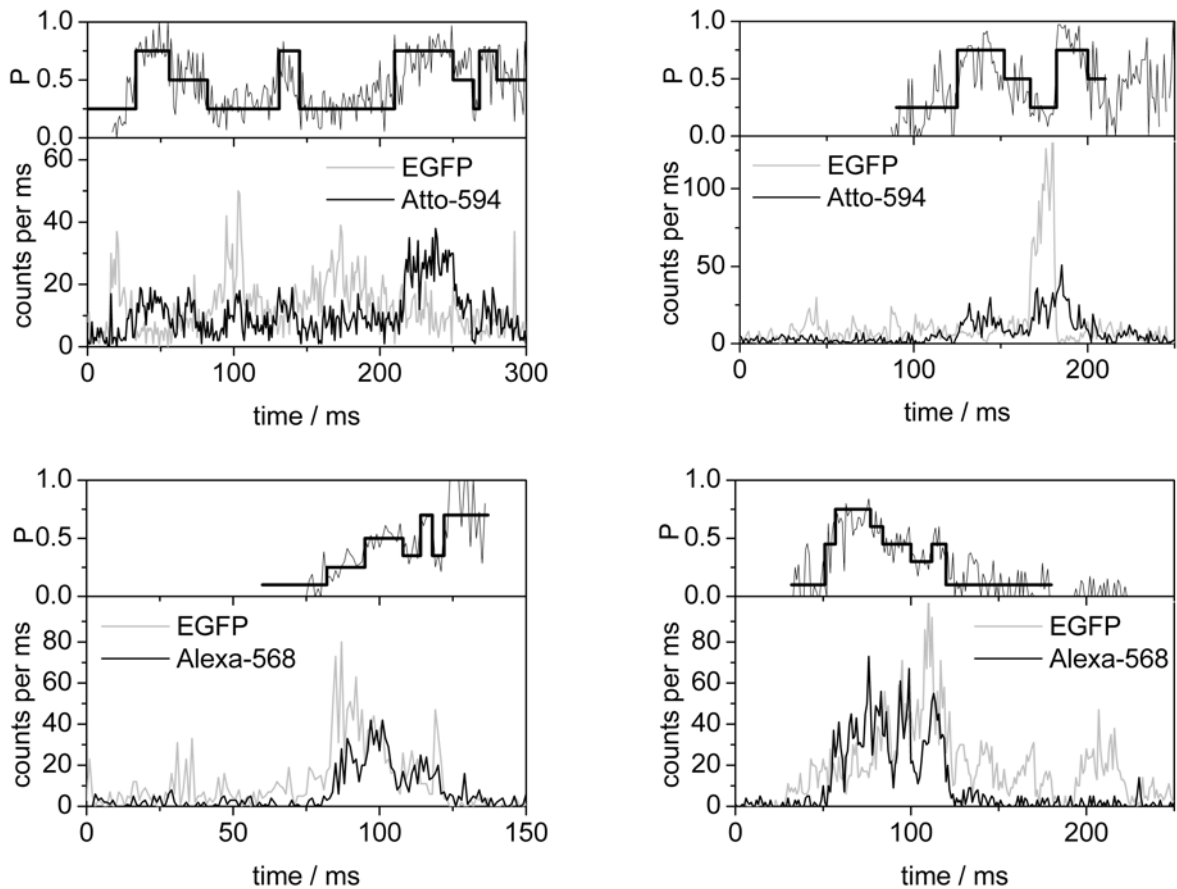 1.0
P 0.5
0.0
60
40
20
0
counts per ms
EGFP
Atto-594
0 100 200 300
time / ms
1.0
P 0.5
0.0
100
50
0
counts per ms
EGFP
Atto-594
0 100 200
time / ms
1.0
P 0.5
0.0
80
60
40
20
0
counts per ms
EGFP
Alexa-568
0 50 100 150
time / ms
1.0
P 0.5
0.0
80
60
40
20
0
counts per ms
EGFP
Alexa-568
0 100 200
time / ms